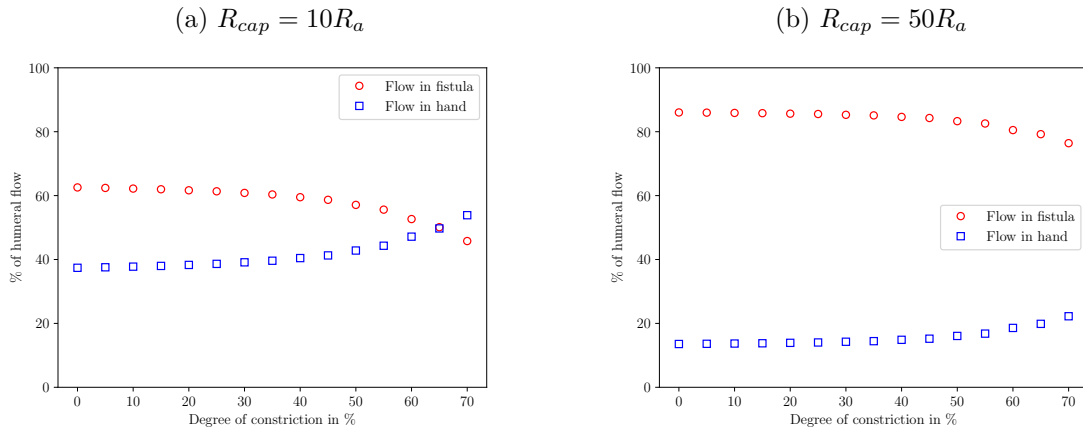 (a) R_{cap} = 10R_a
100
80
60
40
20
0
% of humeral flow
Flow in fistula
Flow in hand
0 10 20 30 40 50 60 70
Degree of constriction in %
(b) R_{cap} = 50R_a
100
80
60
40
20
0
% of humeral flow
Flow in fistula
Flow in hand
0 10 20 30 40 50 60 70
Degree of constriction in %